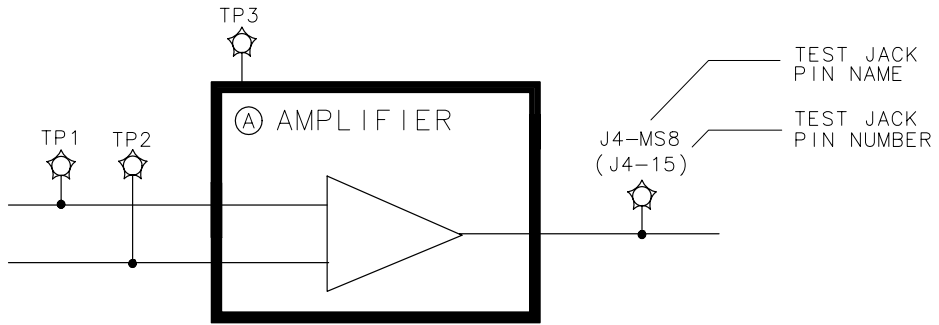 TP3
TEST JACK
PIN NAME
Ⓐ AMPLIFIER
TEST JACK
PIN NUMBER
TP1
TP2
J4-MS8
(J4-15)